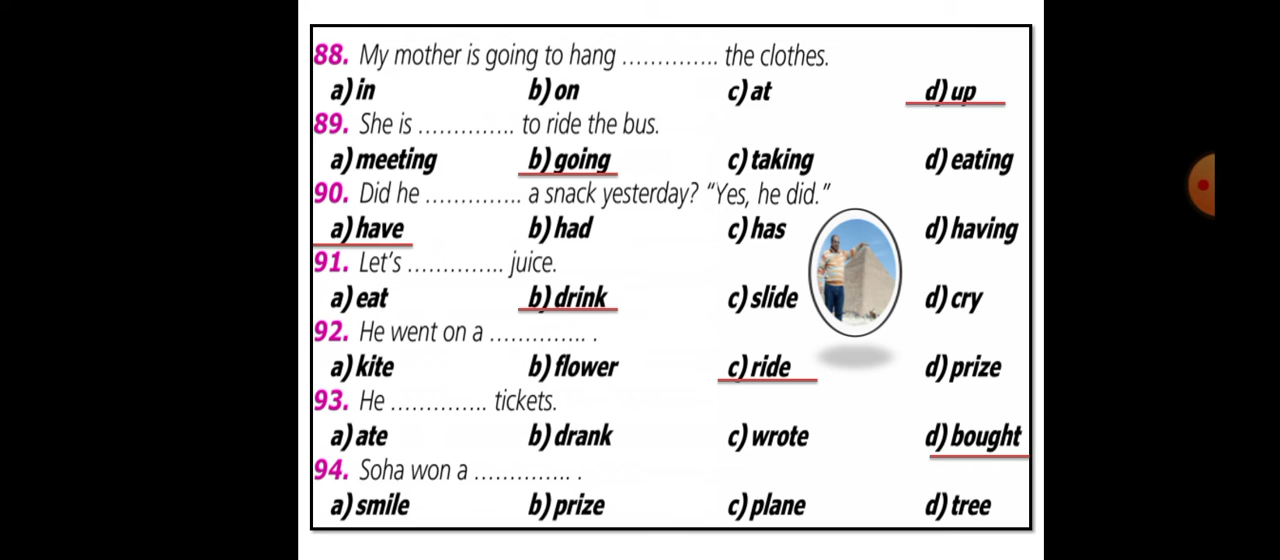 88. My mother is going to hang .............. the clothes.
a) in b) on c) at d) up
89. She is .............. to ride the bus.
a) meeting b) going c) taking d) eating
90. Did he .............. a snack yesterday? “Yes, he did.”
a) have b) had c) has d) having
91. Let’s .............. juice.
a) eat b) drink c) slide d) cry
92. He went on a .............. .
a) kite b) flower c) ride d) prize
93. He .............. tickets.
a) ate b) drank c) wrote d) bought
94. Soha won a .............. .
a) smile b) prize c) plane d) tree